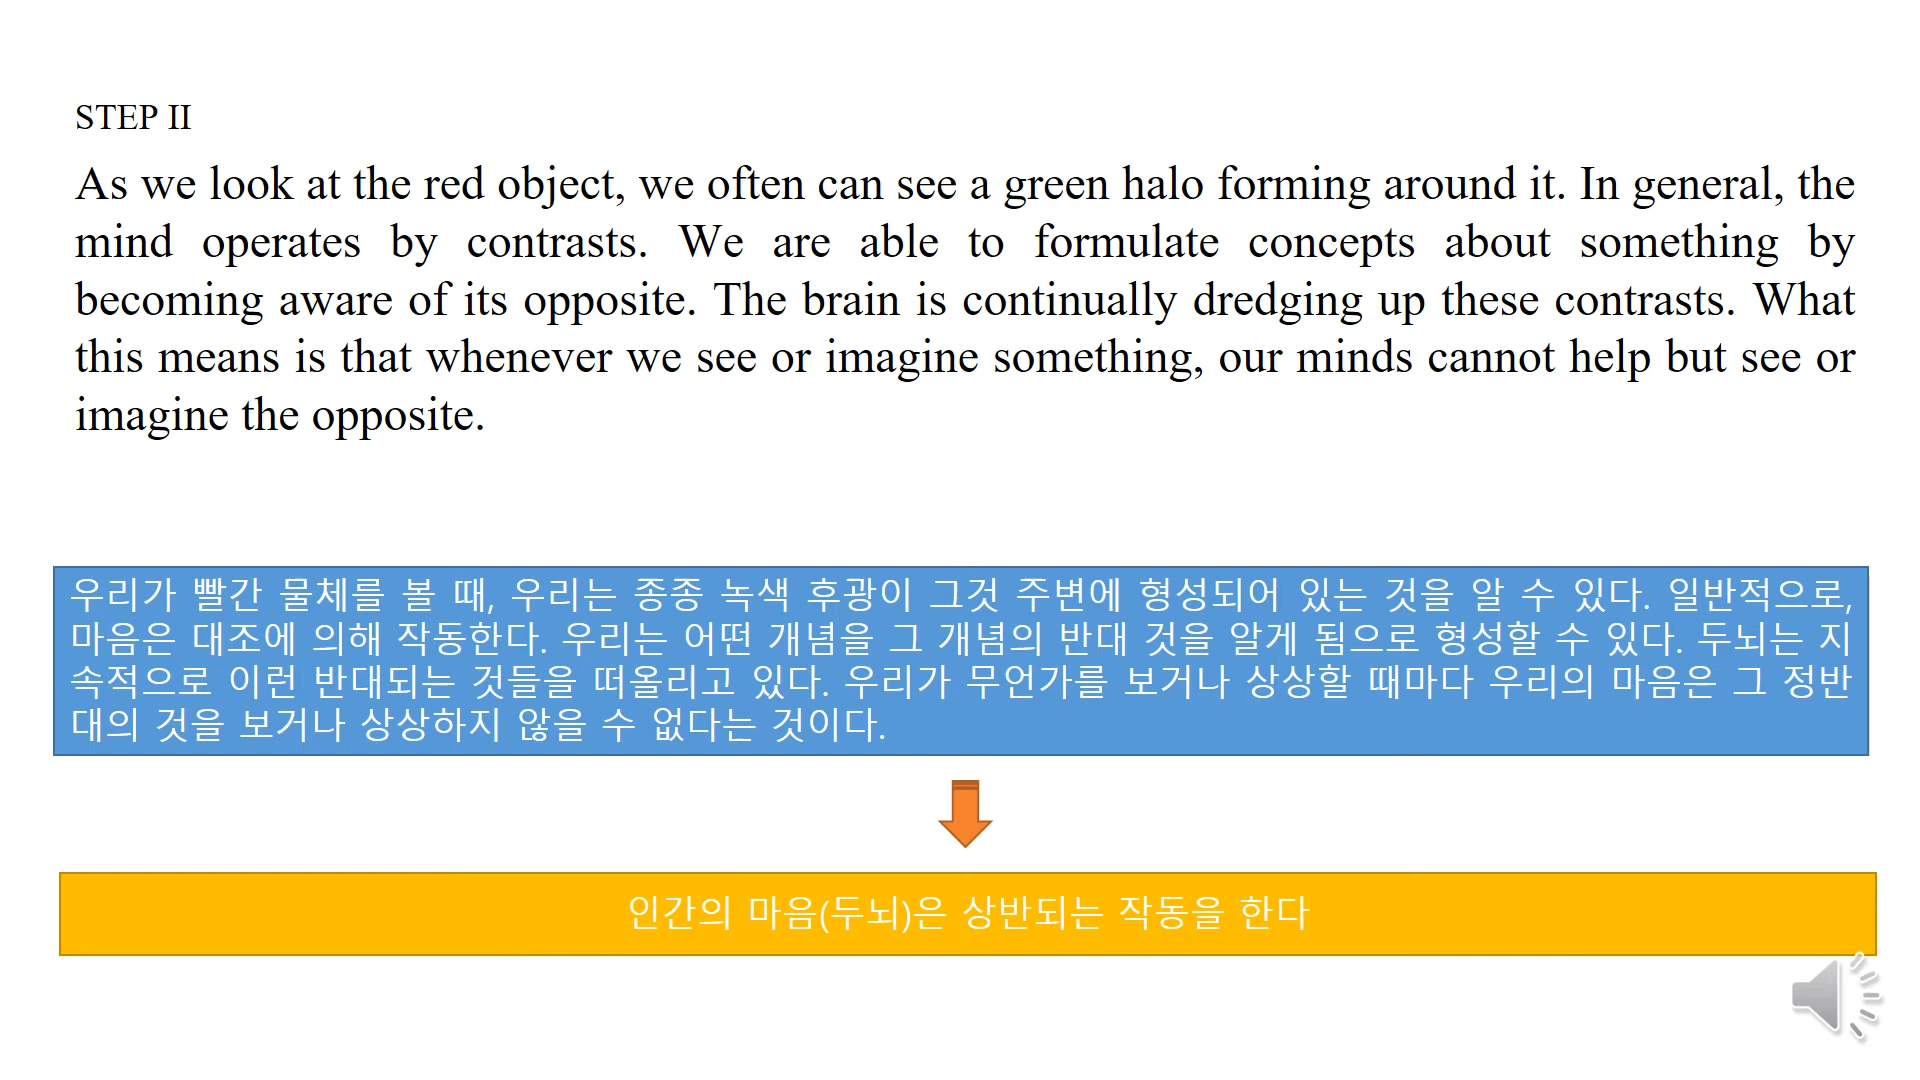 STEP II
As we look at the red object, we often can see a green halo forming around it. In general, the
mind operates by contrasts. We are able to formulate concepts about something by
becoming aware of its opposite. The brain is continually dredging up these contrasts. What
this means is that whenever we see or imagine something, our minds cannot help but see or
imagine the opposite.
우리가 빨간 물체를 볼 때, 우리는 종종 녹색 후광이 그것 주변에 형성되어 있는 것을 알 수 있다. 일반적으로,
마음은 대조에 의해 작동한다. 우리는 어떤 개념을 그 개념의 반대 것을 알게 됨으로 형성할 수 있다. 두뇌는 지
속적으로 이런 반대되는 것들을 떠올리고 있다. 우리가 무언가를 보거나 상상할 때마다 우리의 마음은 그 정반
대의 것을 보거나 상상하지 않을 수 없다는 것이다.
인간의 마음(두뇌)은 상반되는 작동을 한다